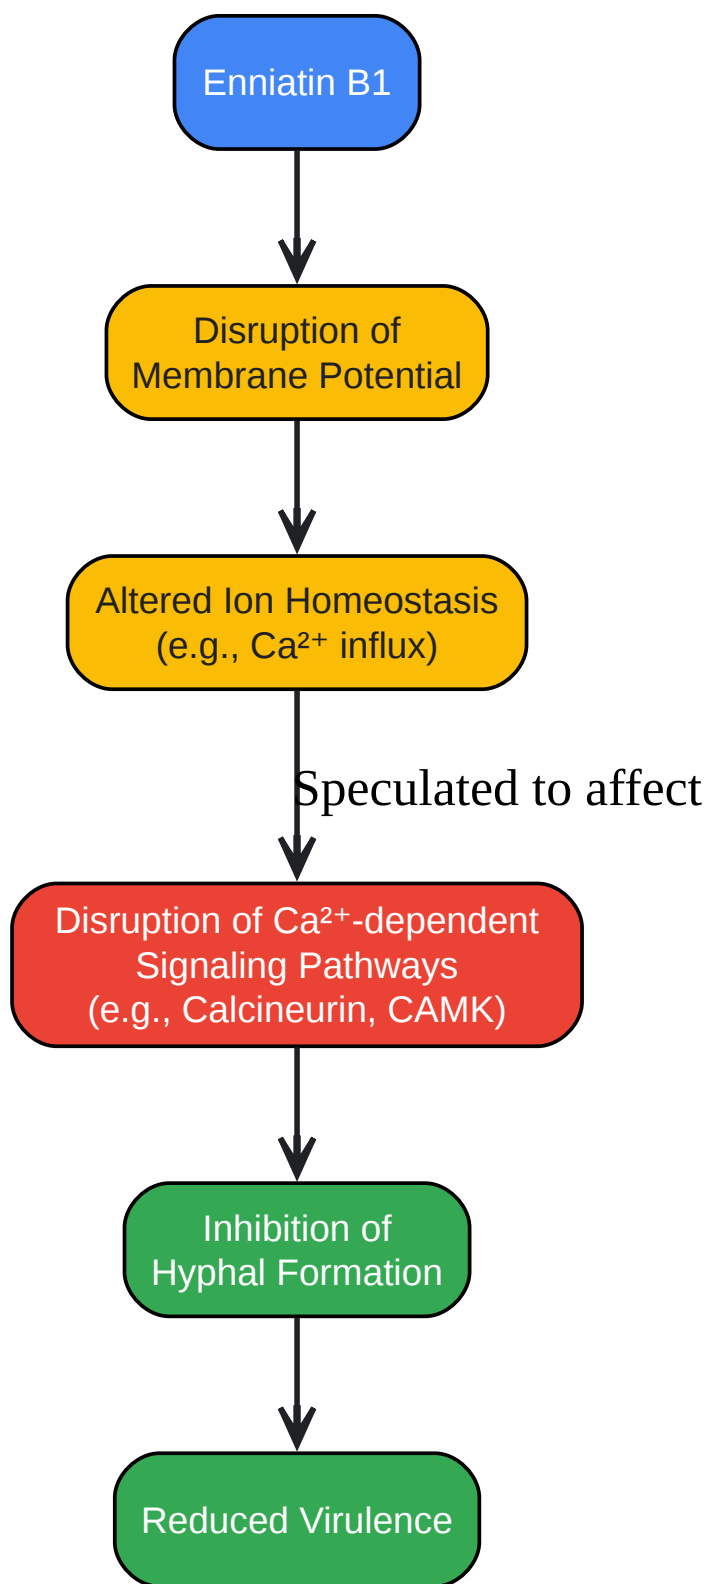 Enniatin B1
Disruption of
Membrane Potential
Altered Ion Homeostasis
(e.g., Ca²⁺ influx)
Speculated to affect
Disruption of Ca²⁺-dependent
Signaling Pathways
(e.g., Calcineurin, CAMK)
Inhibition of
Hyphal Formation
Reduced Virulence